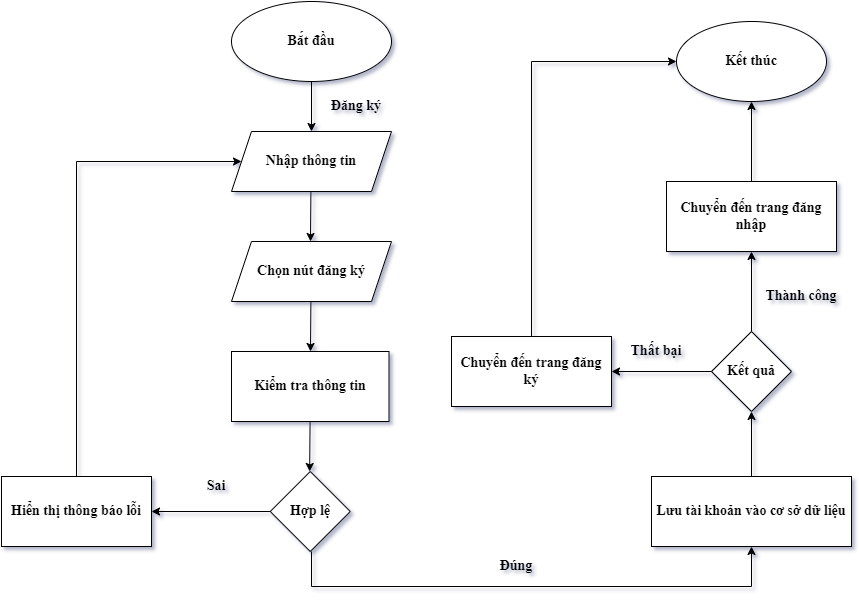 Bắt đầu
Đăng ký
Nhập thông tin
Chọn nút đăng ký
Kiểm tra thông tin
Hợp lệ
Sai
Hiển thị thông báo lỗi
Đúng
Lưu tài khoản vào cơ sở dữ liệu
Kết quả
Thất bại
Chuyển đến trang đăng
ký
Thành công
Chuyển đến trang đăng
nhập
Kết thúc